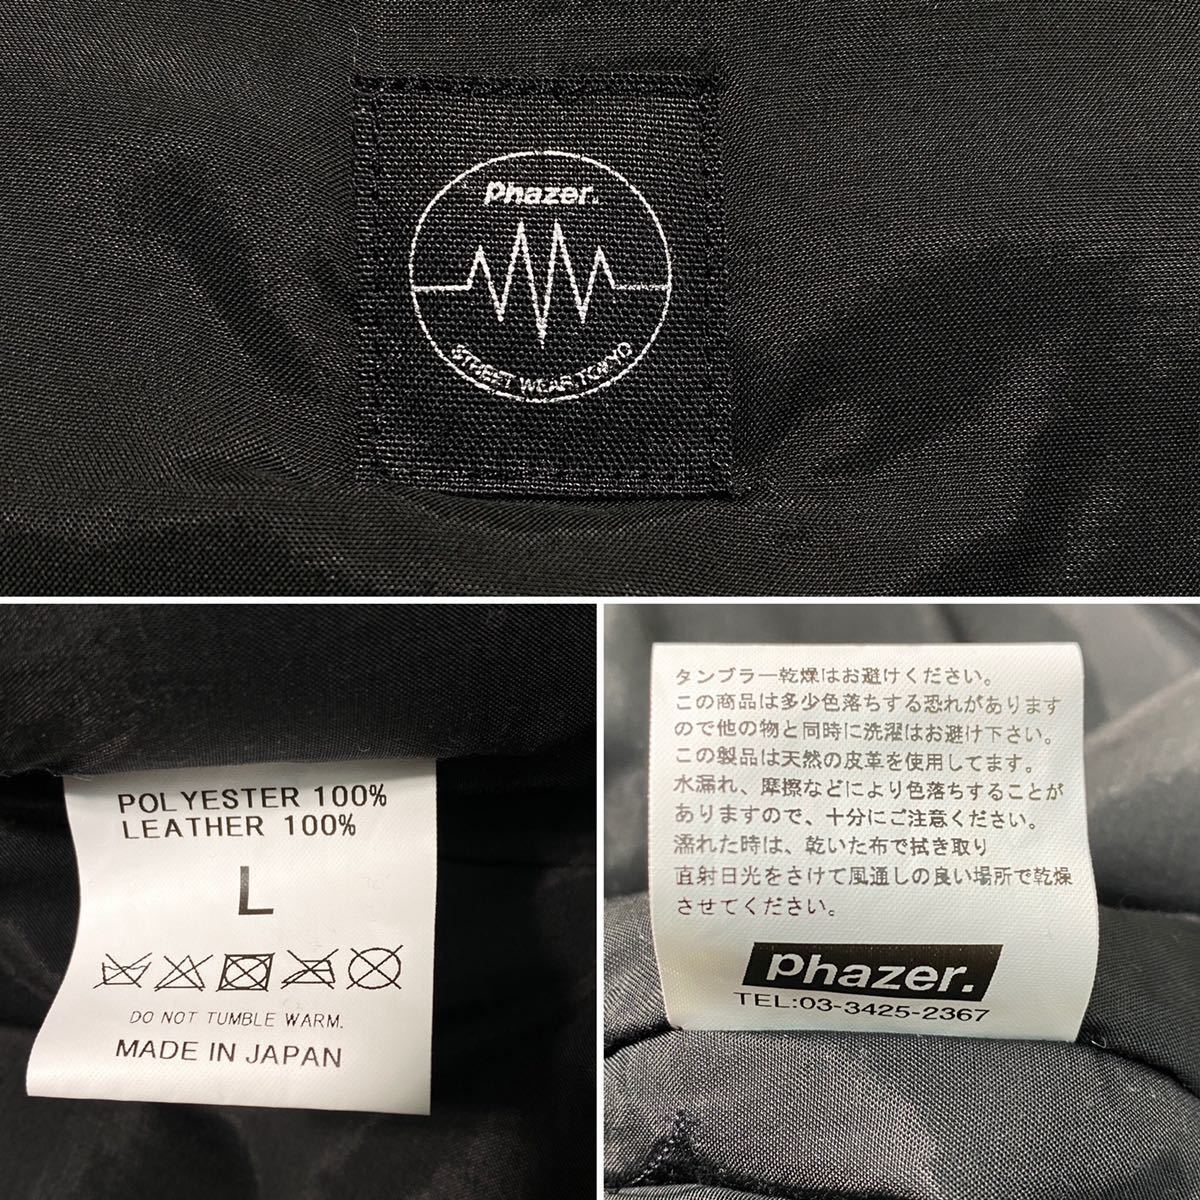 Phazer.
STREET WEAR TOKYO
POLYESTER 100%
LEATHER 100%
L
DO NOT TUMBLE WARM.
MADE IN JAPAN
タンブラー乾燥はお避けください。
この商品は多少色落ちする恐れがあります
ので他の物と同時に洗濯はお避け下さい。
この製品は天然の皮革を使用してます。
水漏れ、摩擦などにより色落ちすることが
ありますので、十分にご注意ください。
濡れた時は、乾いた布で拭き取り
直射日光をさけて風通しの良い場所で乾燥
させてください。
Phazer.
TEL:03-3425-2367